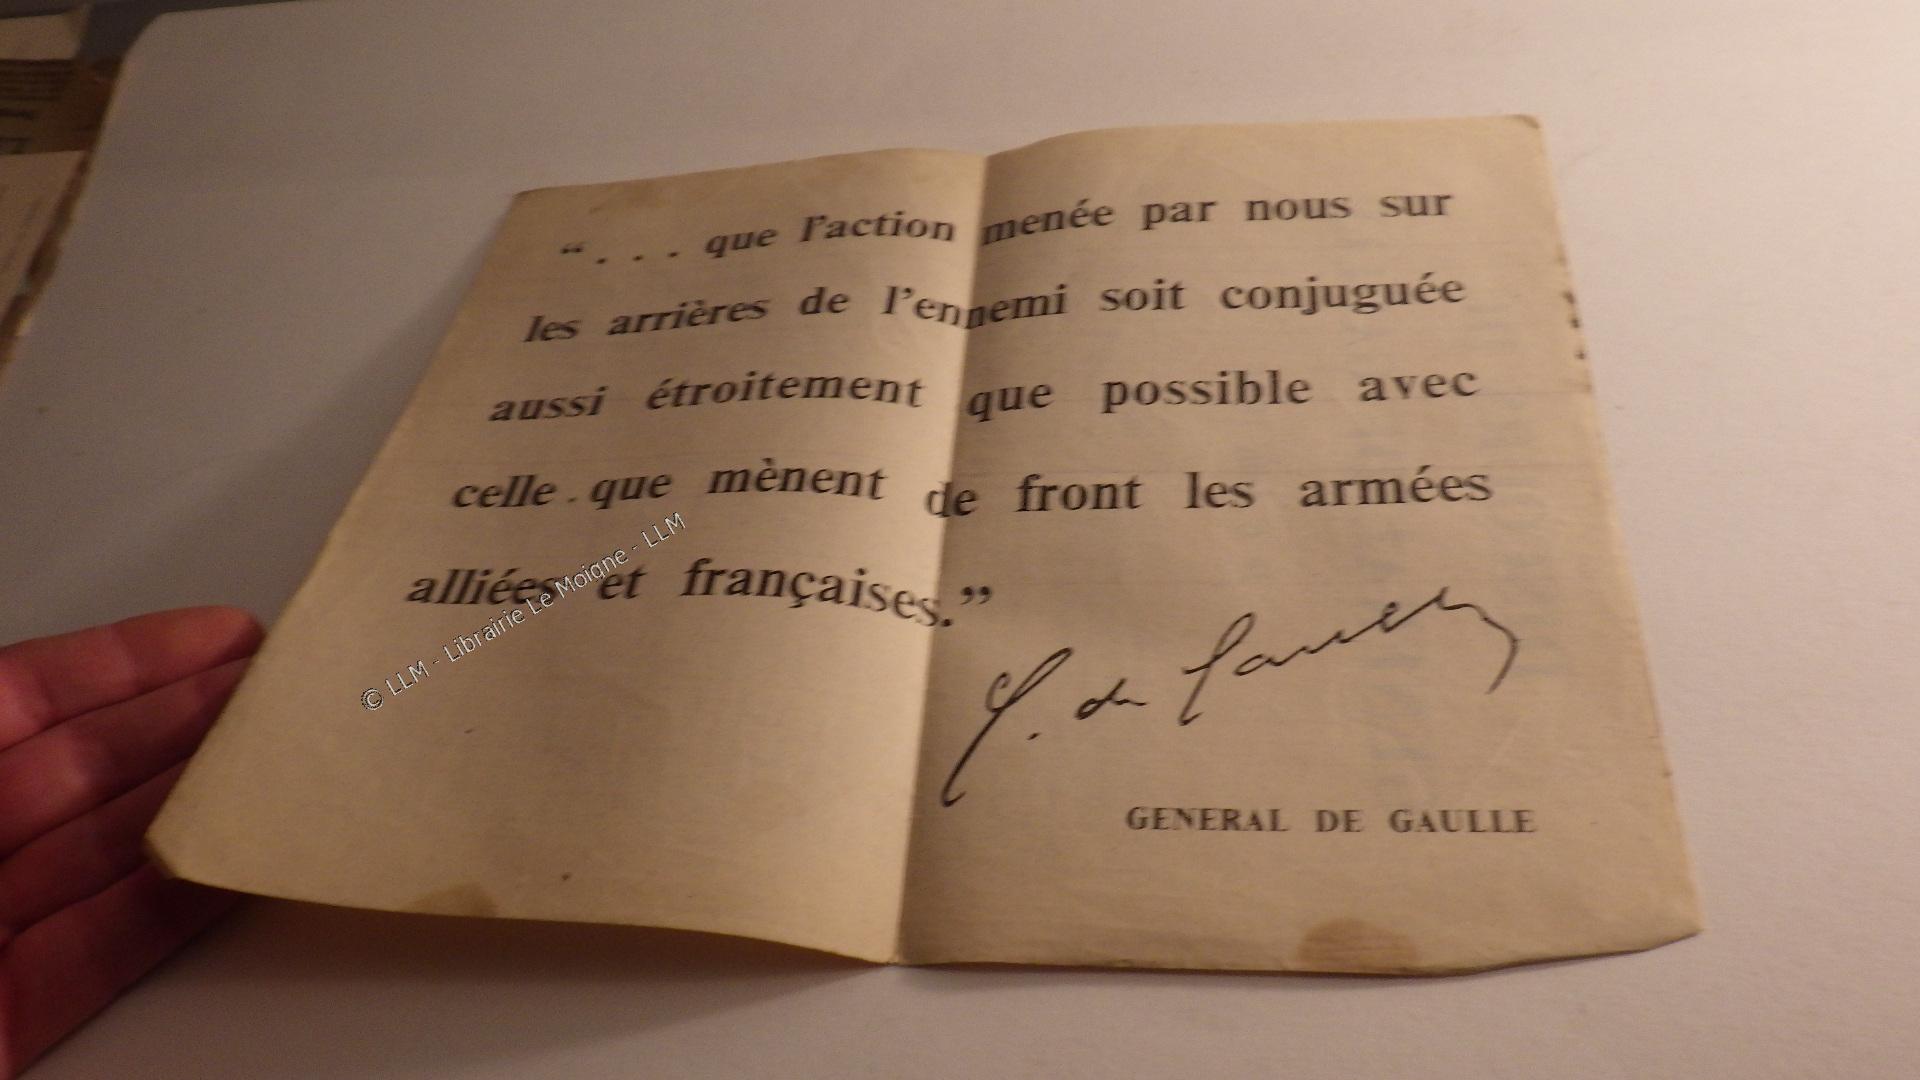 “. . . que l’action menée par nous sur
les arrières de l’ennemi soit conjuguée
aussi étroitement que possible avec
celle . que mènent de front les armées
alliées et françaises.”
G. de Gaulle
GENERAL DE GAULLE
© LLM - Librairie Le Moigne - LLM